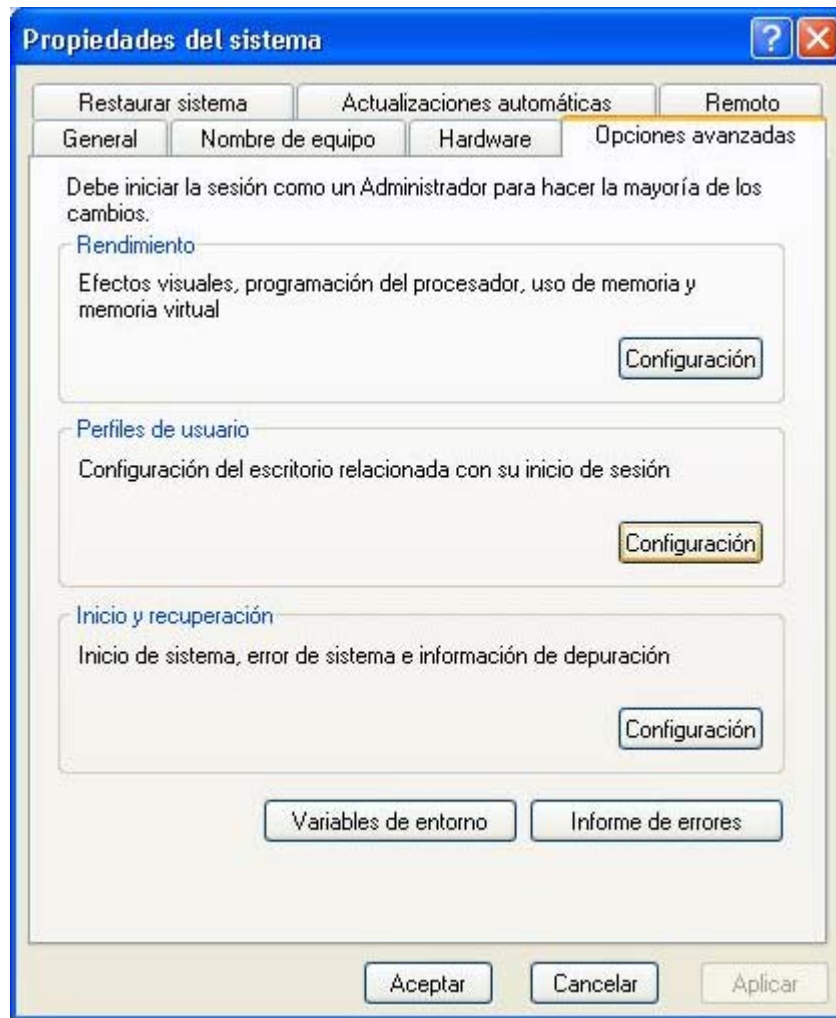 Propiedades del sistema
Restaurar sistema
Actualizaciones automáticas
Remoto
General
Nombre de equipo
Hardware
Opciones avanzadas
Debe iniciar la sesión como un Administrador para hacer la mayoría de los
cambios.
Rendimiento
Efectos visuales, programación del procesador, uso de memoria y
memoria virtual
Configuración
Perfiles de usuario
Configuración del escritorio relacionada con su inicio de sesión
Configuración
Inicio y recuperación
Inicio de sistema, error de sistema e información de depuración
Configuración
Variables de entorno
Informe de errores
Aceptar
Cancelar
Aplicar